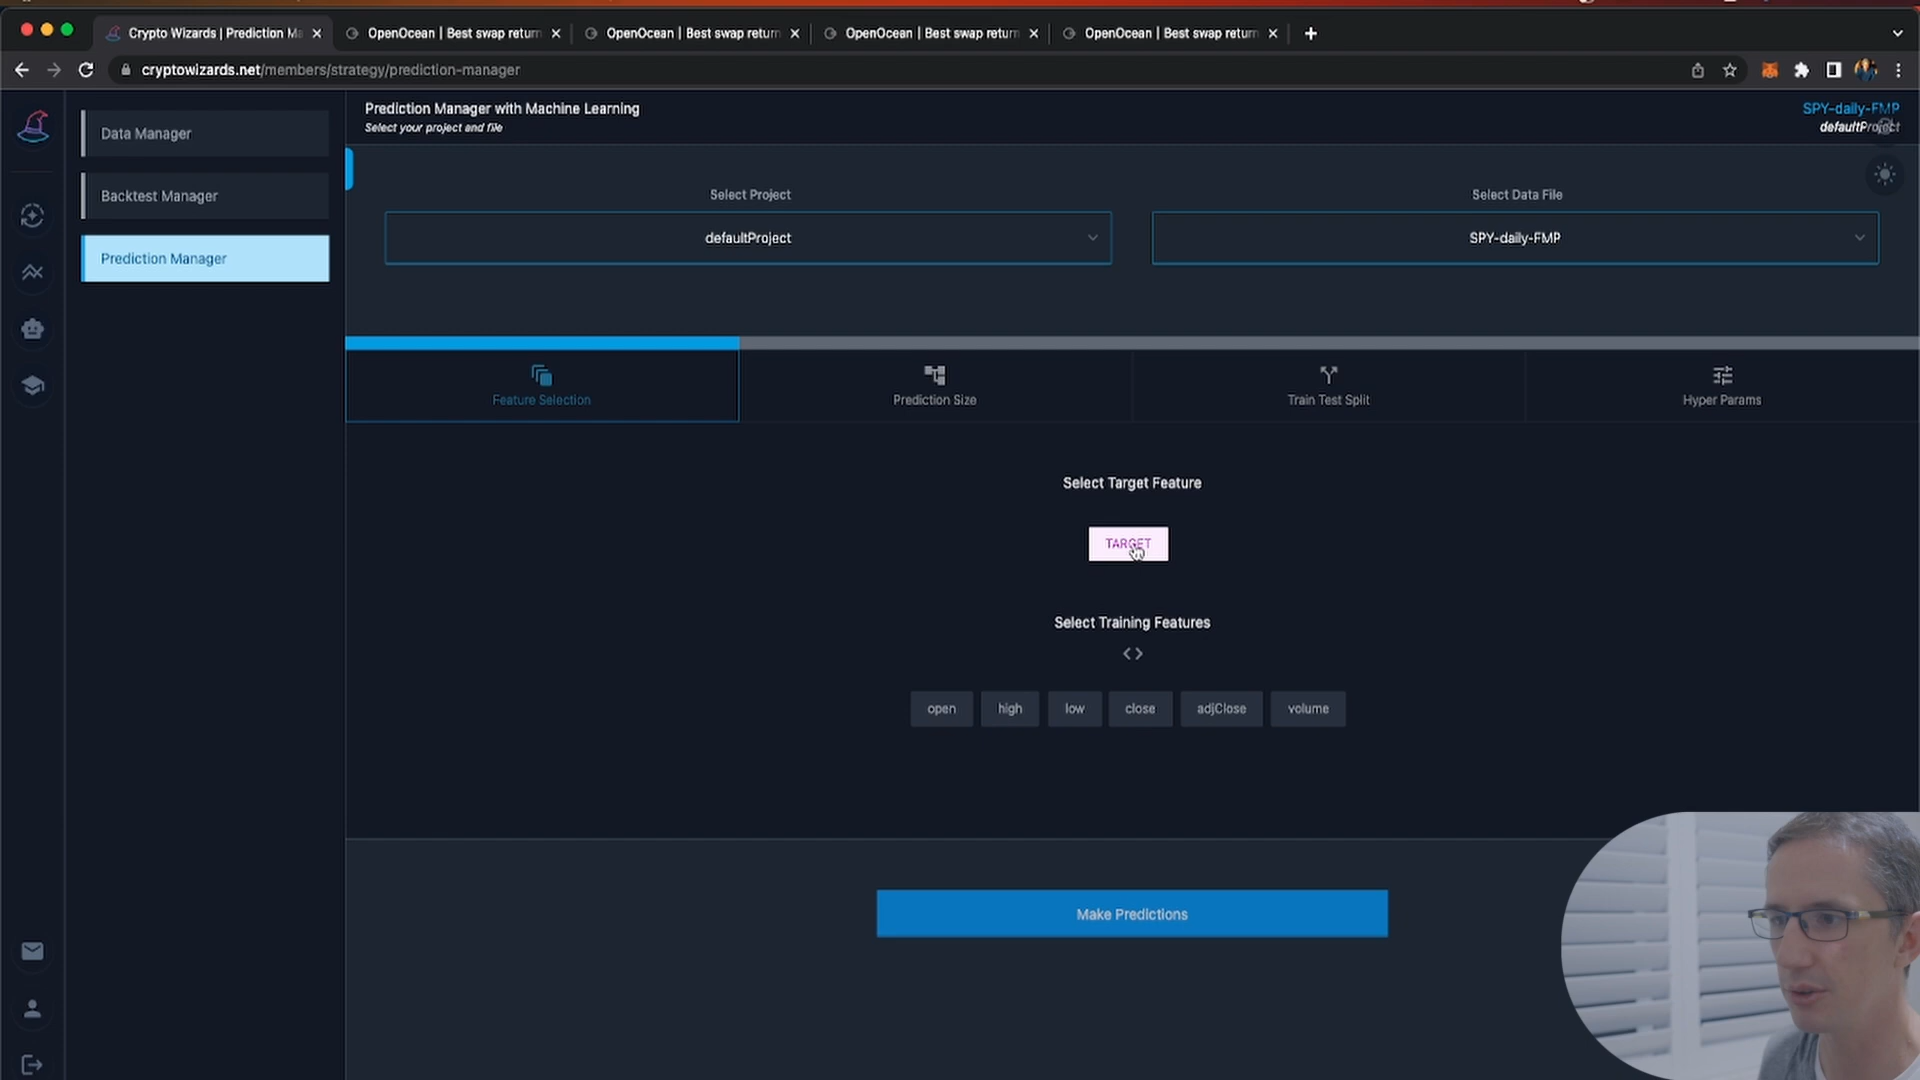 Crypto Wizards | Prediction Ma
OpenOcean | Best swap return
OpenOcean | Best swap return
OpenOcean | Best swap return
OpenOcean | Best swap return
cryptowizards.net/members/strategy/prediction-manager
Data Manager
Backtest Manager
Prediction Manager
Prediction Manager with Machine Learning
Select your project and file
SPY-daily-FMP
defaultProject
Select Project
Select Data File
defaultProject
SPY-daily-FMP
Feature Selection
Prediction Size
Train Test Split
Hyper Params
Select Target Feature
TARGET
Select Training Features
open
high
low
close
adjClose
volume
Make Predictions